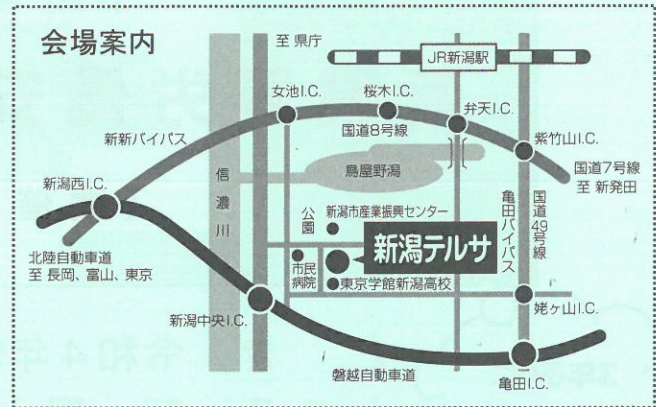 会場案内
至 県庁
JR新潟駅
女池I.C.
桜木I.C.
弁天I.C.
国道8号線
新新バイパス
紫竹山I.C.
国道7号線
至 新発田
鳥屋野潟
新潟西I.C.
信濃川
公園
新潟市産業振興センター
亀田バイパス
国道49号線
新潟テルサ
北陸自動車道
至 長岡、富山、東京
市民
病院
東京学館新潟高校
新潟中央I.C.
姥ヶ山I.C.
磐越自動車道
亀田I.C.